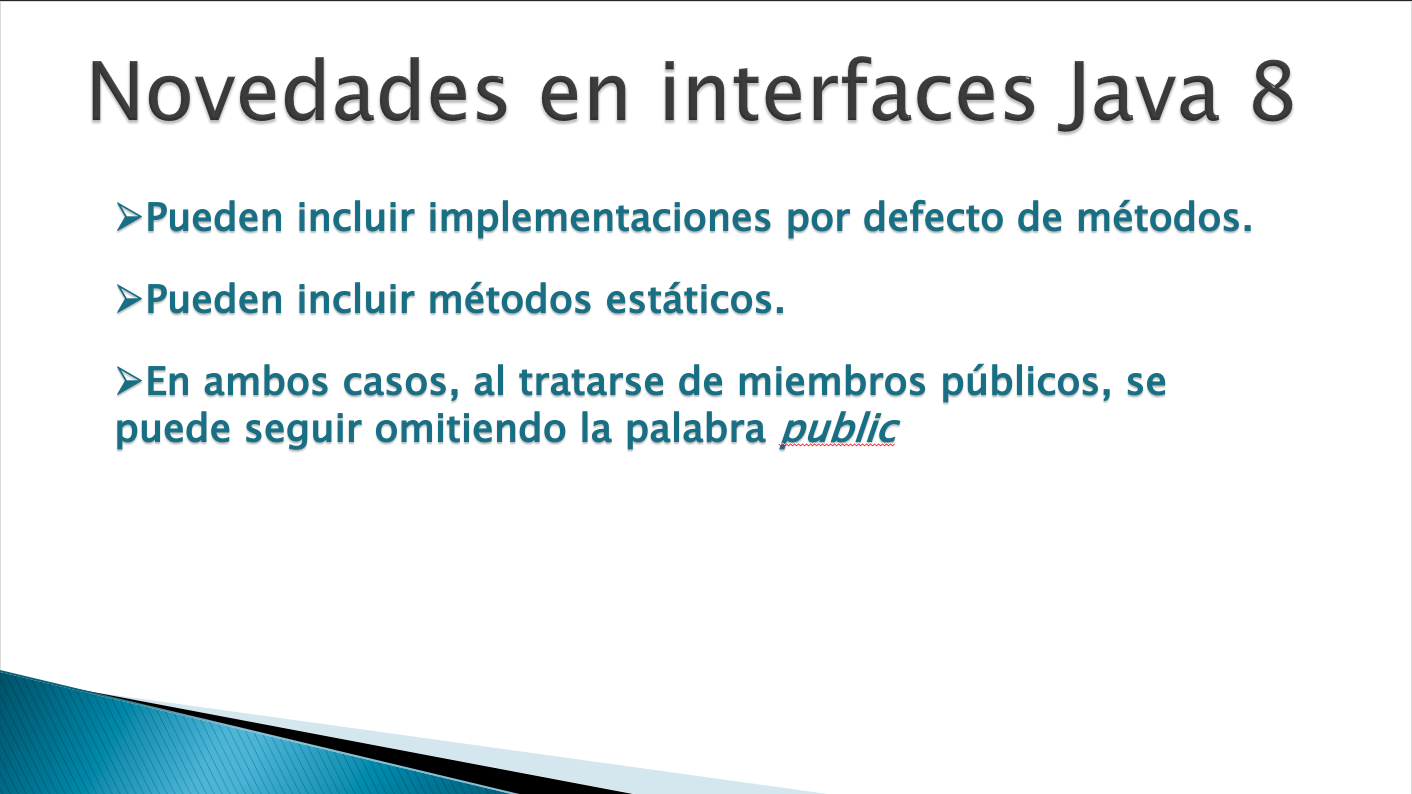 Novedades en interfaces Java 8
➢Pueden incluir implementaciones por defecto de métodos.
➢Pueden incluir métodos estáticos.
➢En ambos casos, al tratarse de miembros públicos, se
puede seguir omitiendo la palabra public